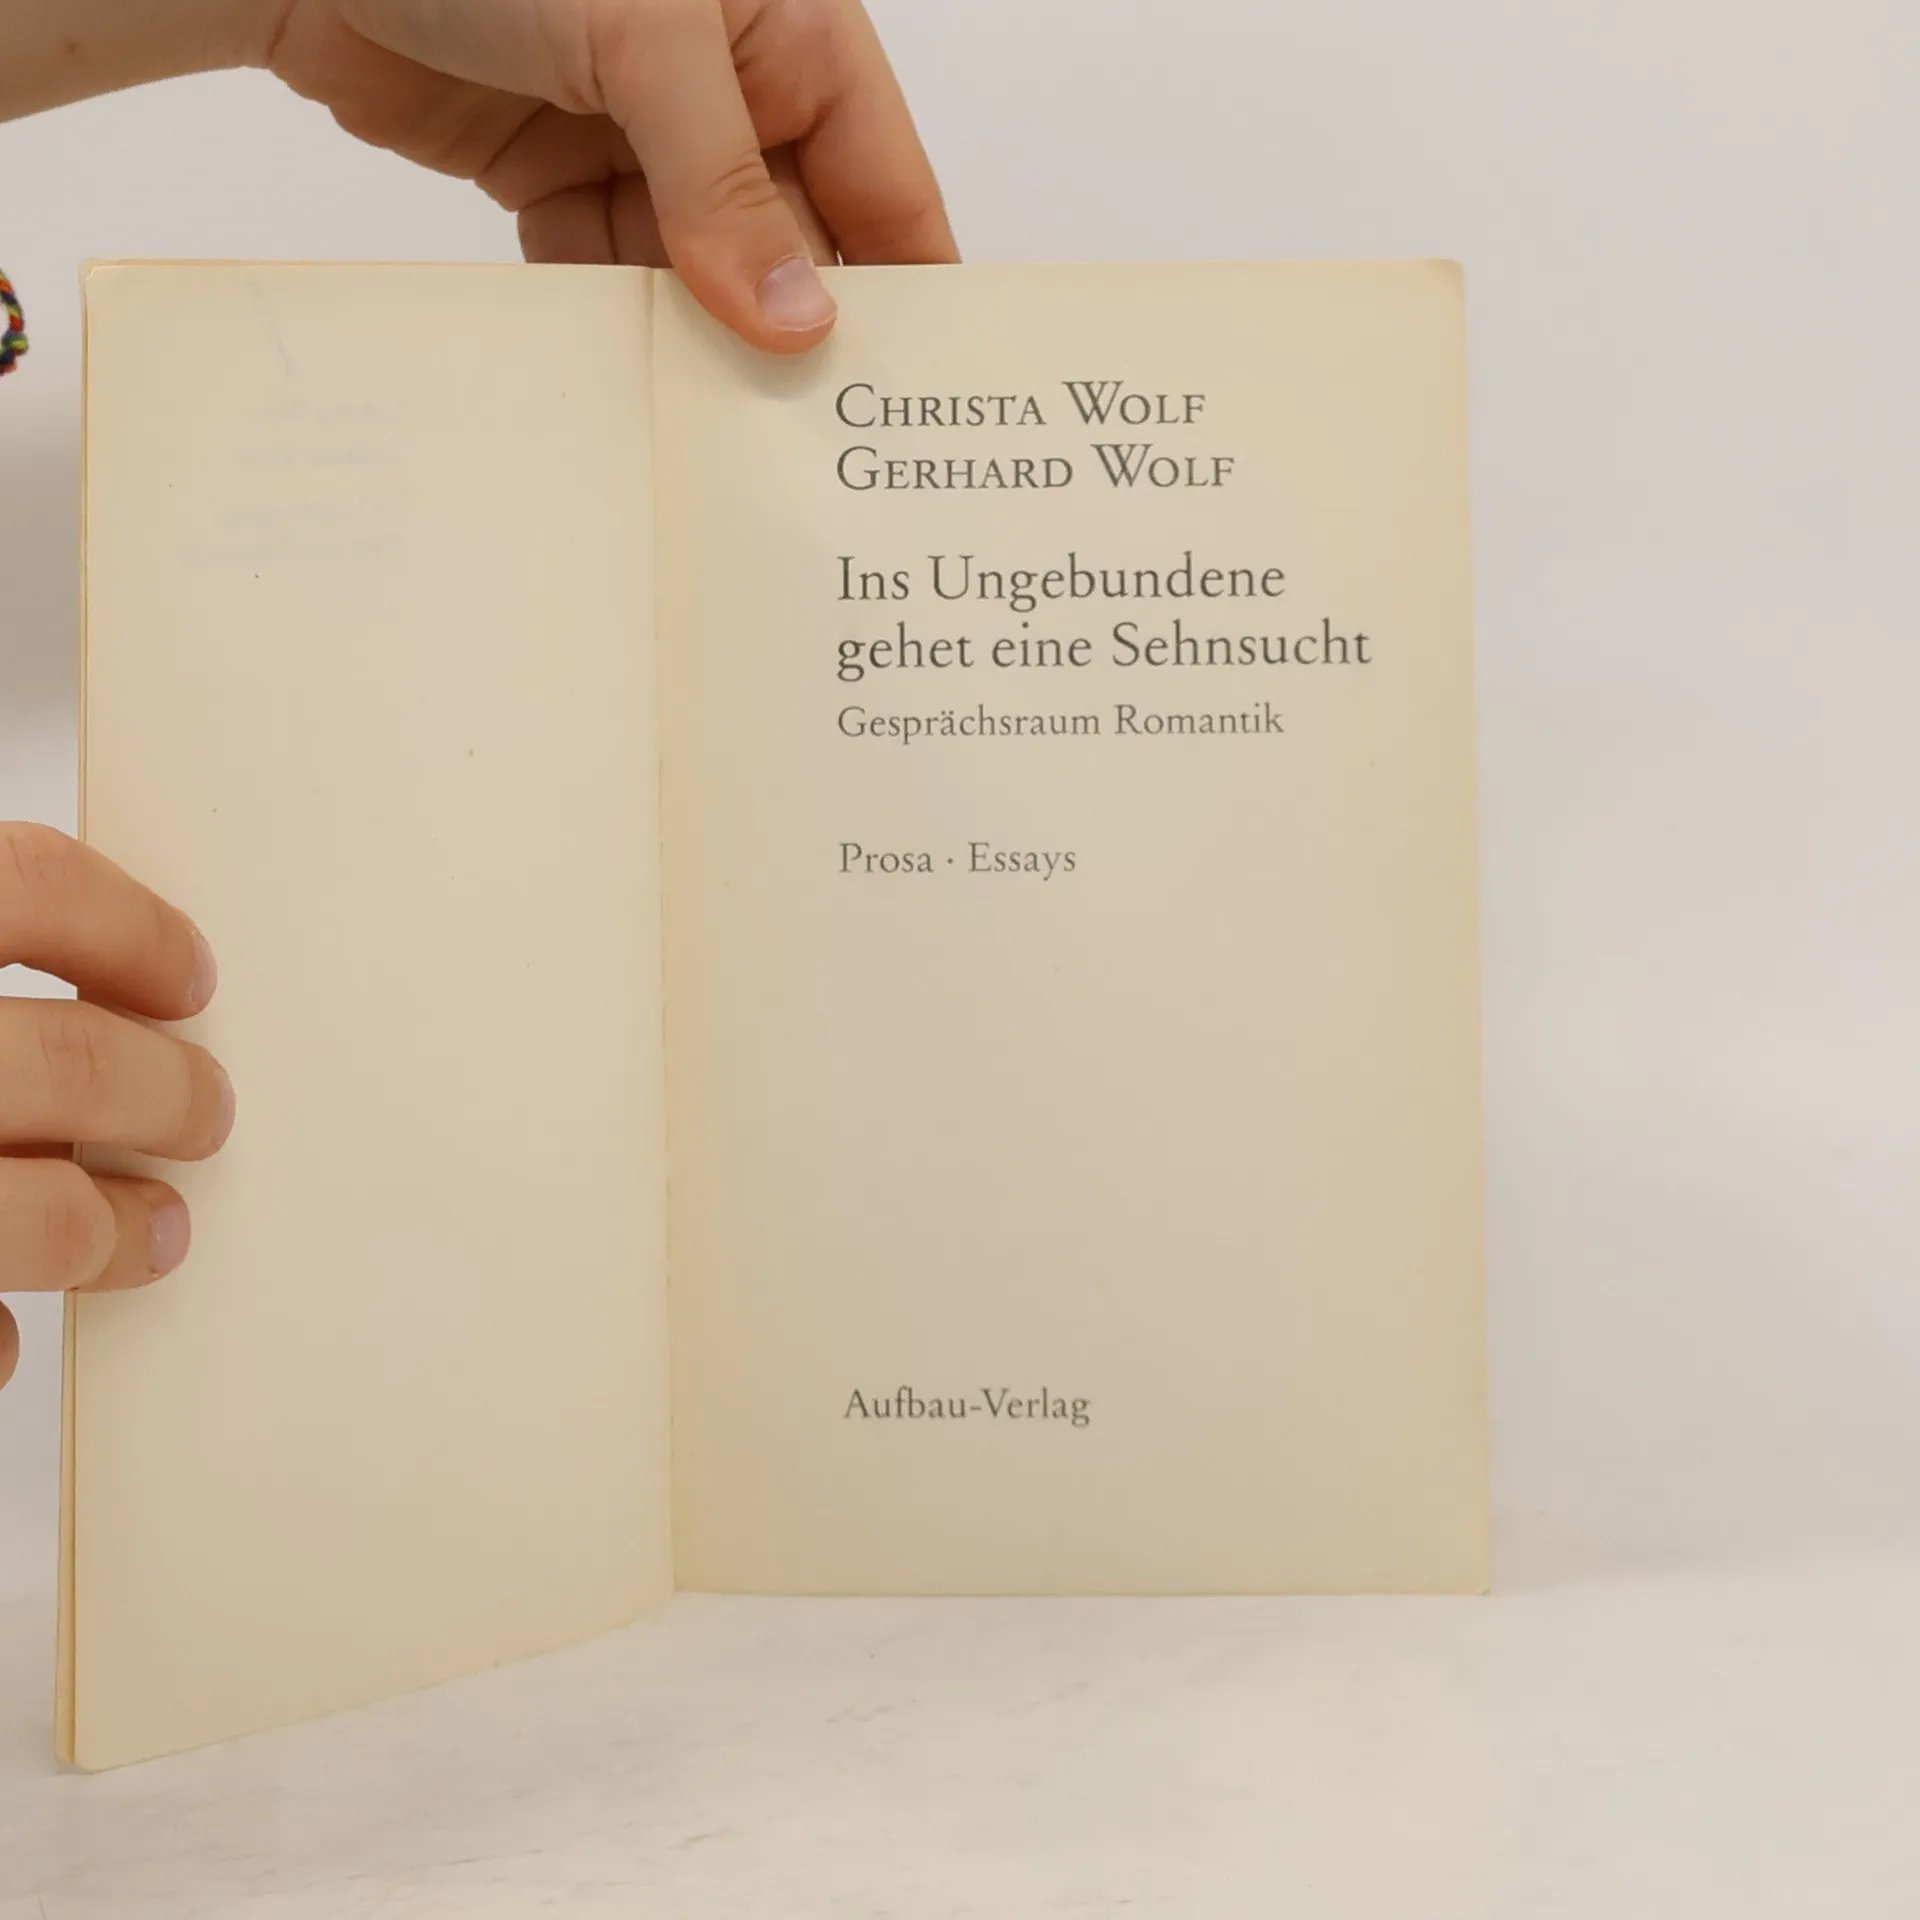 Christa Wolf
Gerhard Wolf
Ins Ungebundene
gehet eine Sehnsucht
Gesprächsraum Romantik
Prosa · Essays
Aufbau-Verlag